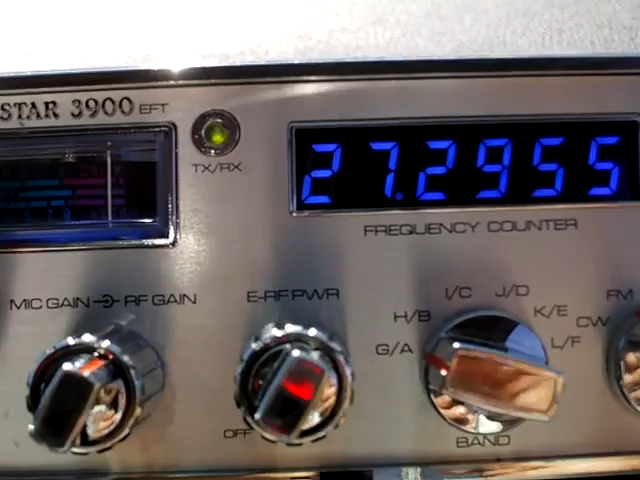 STAR 3900 EFT
TX/RX
27.2955
FREQUENCY COUNTER
MIC GAIN RF GAIN
E-RF PWR
OFF
G/A
H/B
I/C
J/D
K/E
L/F
BAND
FM
CW